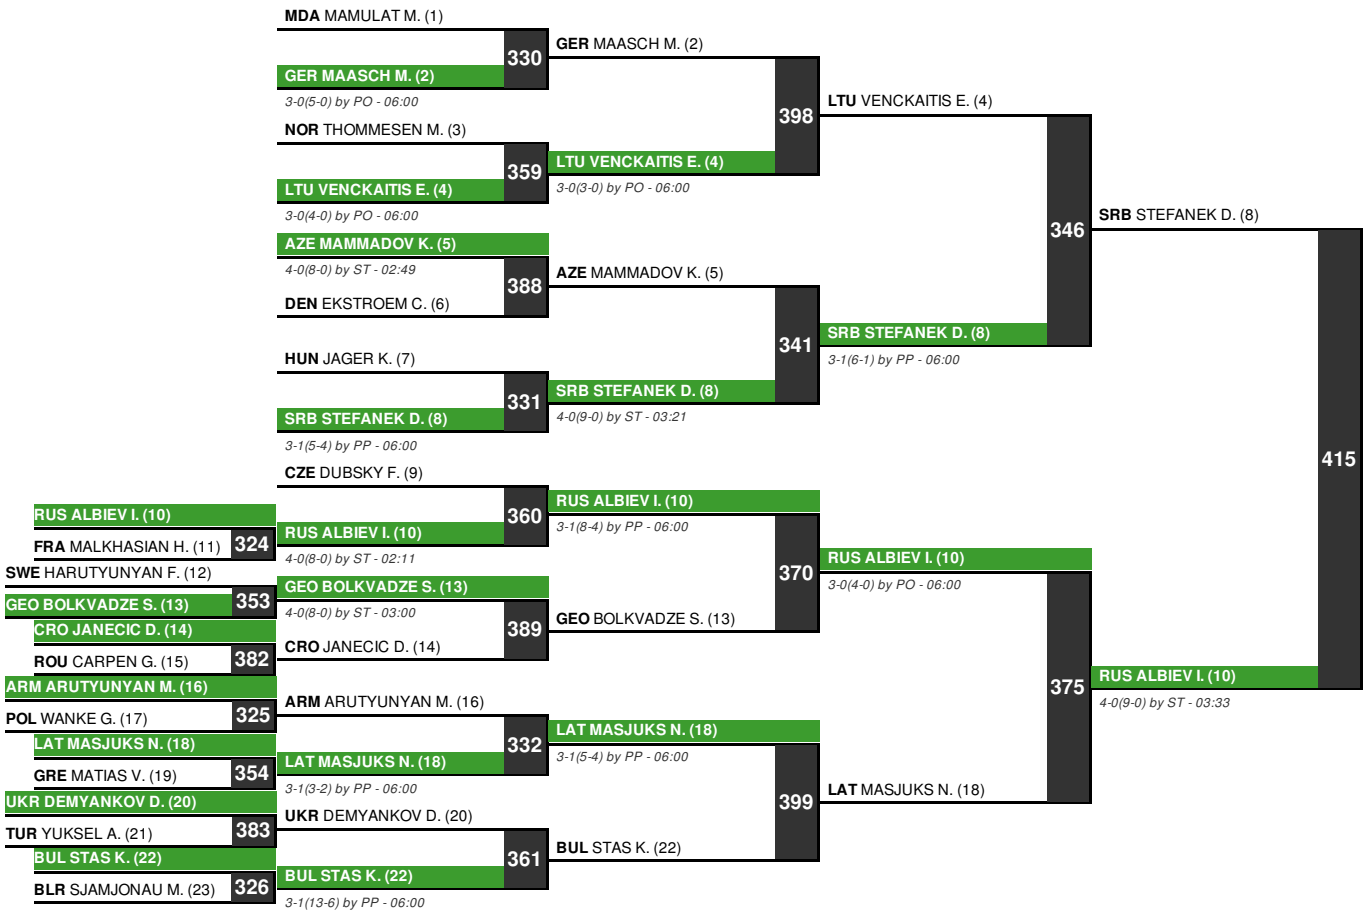 MDA MAMULAT M. (1)
330
GER MAASCH M. (2)
3-0(5-0) by PO - 06:00
NOR THOMMESEN M. (3)
359
LTU VENCKAITIS E. (4)
3-0(4-0) by PO - 06:00
AZE MAMMADOV K. (5)
4-0(8-0) by ST - 02:49
388
DEN EKSTROEM C. (6)
HUN JAGER K. (7)
331
SRB STEFANEK D. (8)
3-1(5-4) by PP - 06:00
CZE DUBSKY F. (9)
360
RUS ALBIEV I. (10)
4-0(8-0) by ST - 02:11
GEO BOLKVADZE S. (13)
4-0(8-0) by ST - 03:00
389
CRO JANECIC D. (14)
ARM ARUTYUNYAN M. (16)
332
LAT MASJUKS N. (18)
3-1(3-2) by PP - 06:00
UKR DEMYANKOV D. (20)
361
BUL STAS K. (22)
3-1(13-6) by PP - 06:00
RUS ALBIEV I. (10)
FRA MALKHASIAN H. (11)
324
SWE HARUTYUNYAN F. (12)
GEO BOLKVADZE S. (13)
353
CRO JANECIC D. (14)
ROU CARPEN G. (15)
382
ARM ARUTYUNYAN M. (16)
POL WANKE G. (17)
325
LAT MASJUKS N. (18)
GRE MATIAS V. (19)
354
UKR DEMYANKOV D. (20)
TUR YUKSEL A. (21)
383
BUL STAS K. (22)
BLR SJAMJONAU M. (23)
326
GER MAASCH M. (2)
398
LTU VENCKAITIS E. (4)
3-0(3-0) by PO - 06:00
AZE MAMMADOV K. (5)
341
SRB STEFANEK D. (8)
4-0(9-0) by ST - 03:21
RUS ALBIEV I. (10)
3-1(8-4) by PP - 06:00
370
GEO BOLKVADZE S. (13)
LAT MASJUKS N. (18)
3-1(5-4) by PP - 06:00
399
BUL STAS K. (22)
LTU VENCKAITIS E. (4)
346
SRB STEFANEK D. (8)
3-1(6-1) by PP - 06:00
RUS ALBIEV I. (10)
3-0(4-0) by PO - 06:00
375
LAT MASJUKS N. (18)
SRB STEFANEK D. (8)
415
RUS ALBIEV I. (10)
4-0(9-0) by ST - 03:33